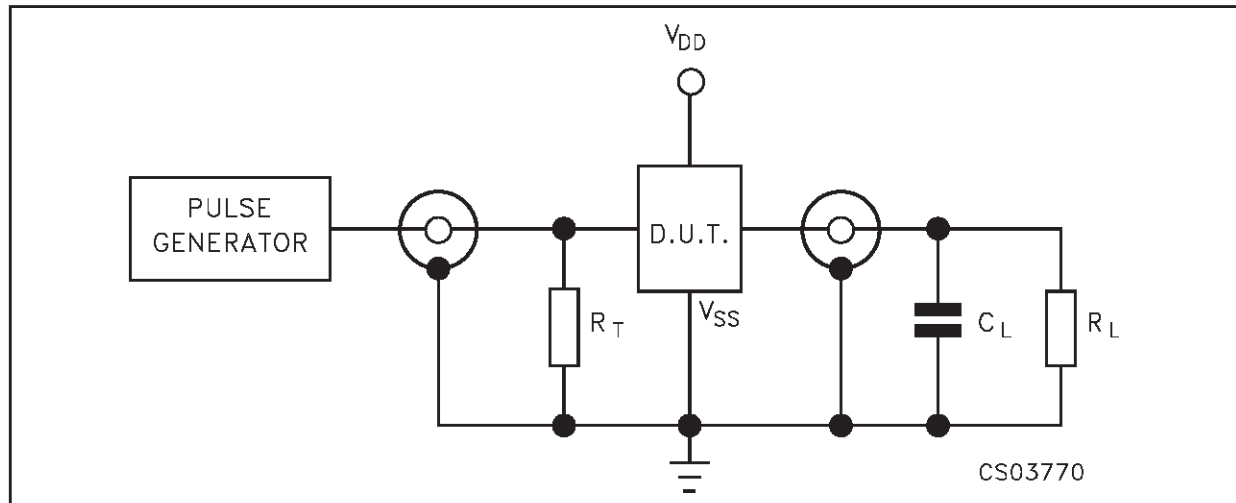 VDD
PULSE
GENERATOR
D.U.T.
VSS
RT
CL
RL
CS03770